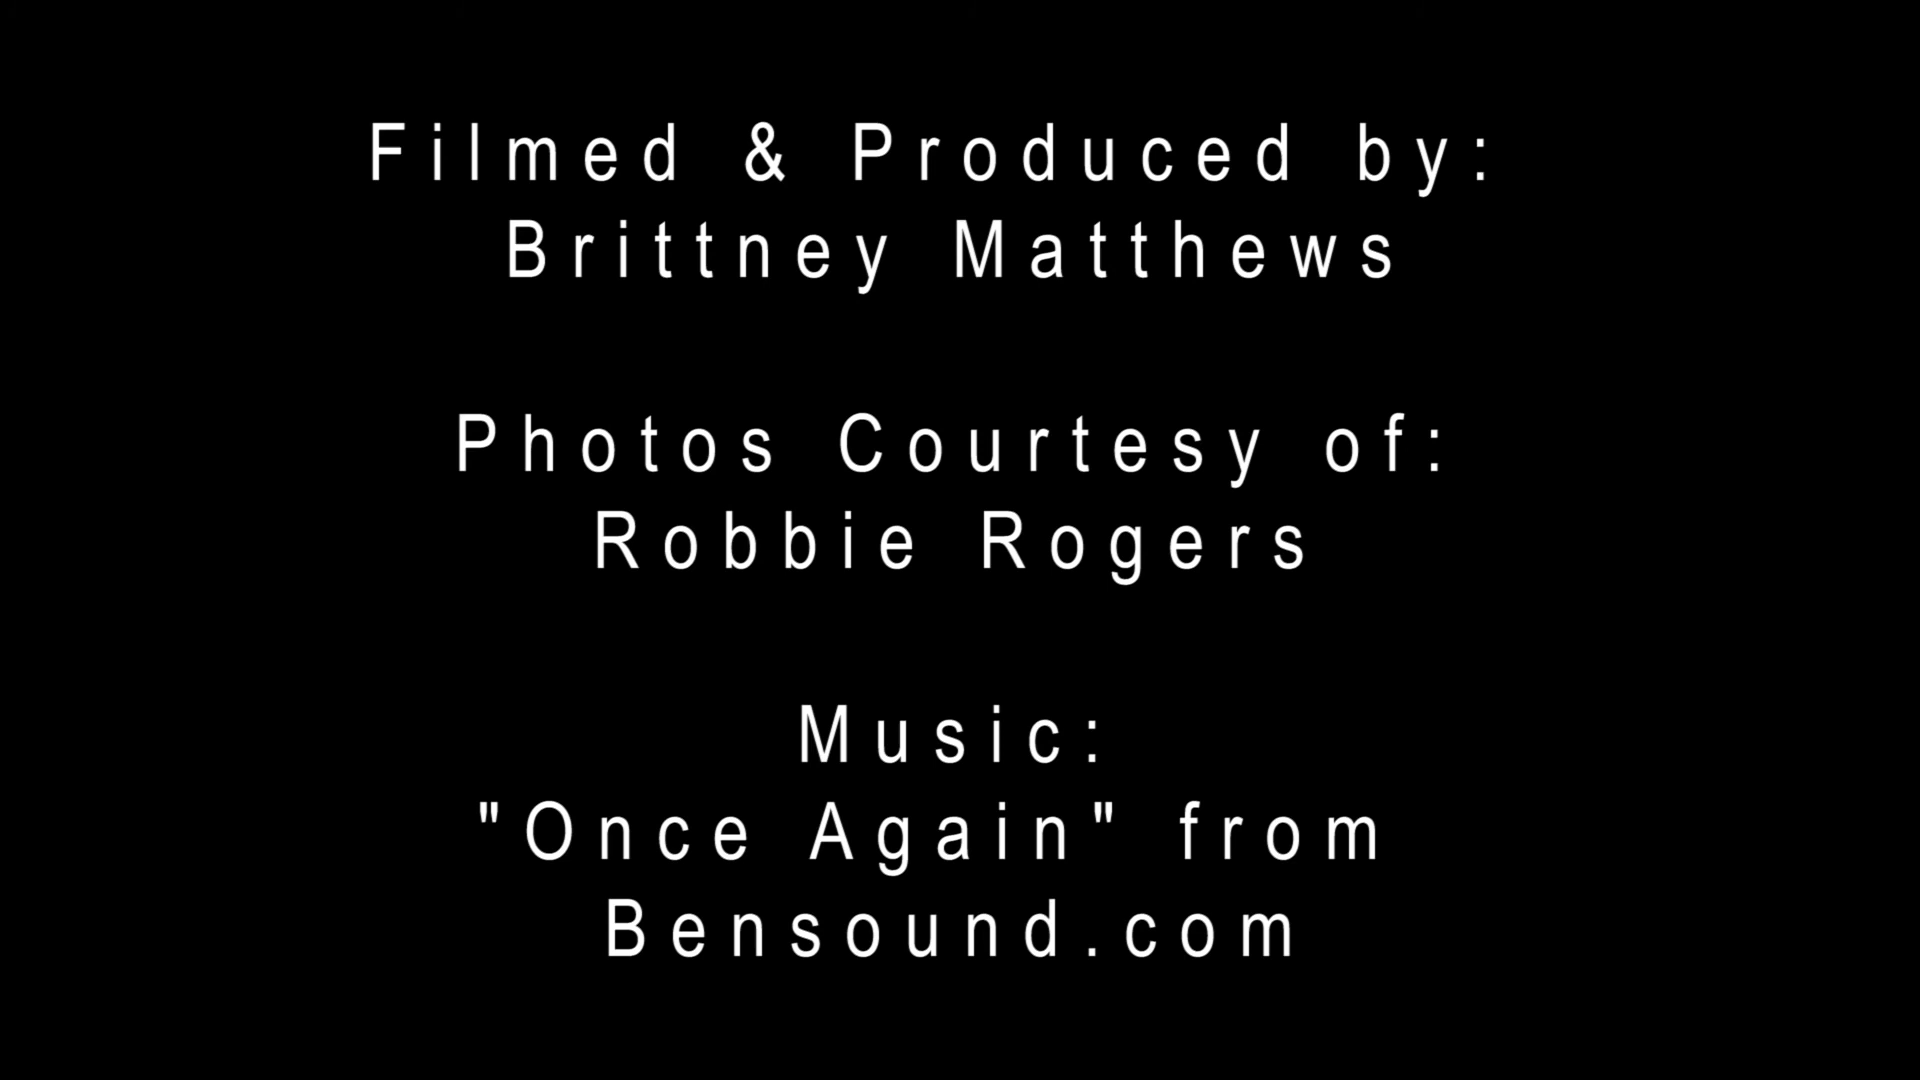 Filmed & Produced by:
Brittney Matthews
Photos Courtesy of:
Robbie Rogers
Music:
"Once Again" from
Bensound.com